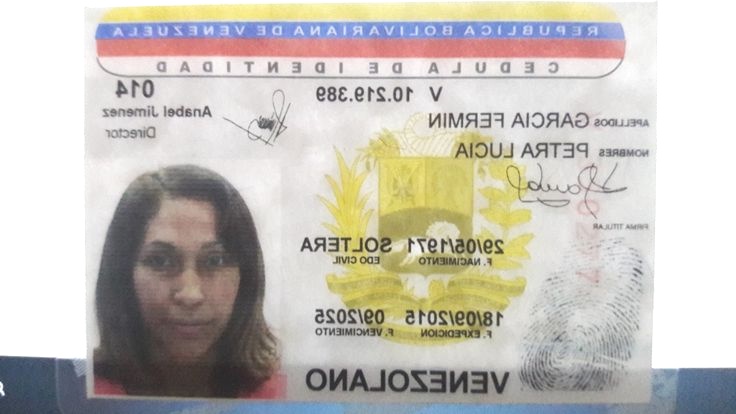 REPUBLICA BOLIVARIANA DE VENEZUELA
CEDULA DE IDENTIDAD
V 10.219.389
014
Anabel Jimenez
Director
APELLIDOS GARCIA FERMIN
NOMBRES PETRA LUCIA
FIRMA TITULAR
29/05/1971 SOLTERA
F. NACIMIENTO EDO CIVIL
18/09/2015 09/2025
F. EXPEDICION F. VENCIMIENTO
VENEZOLANO